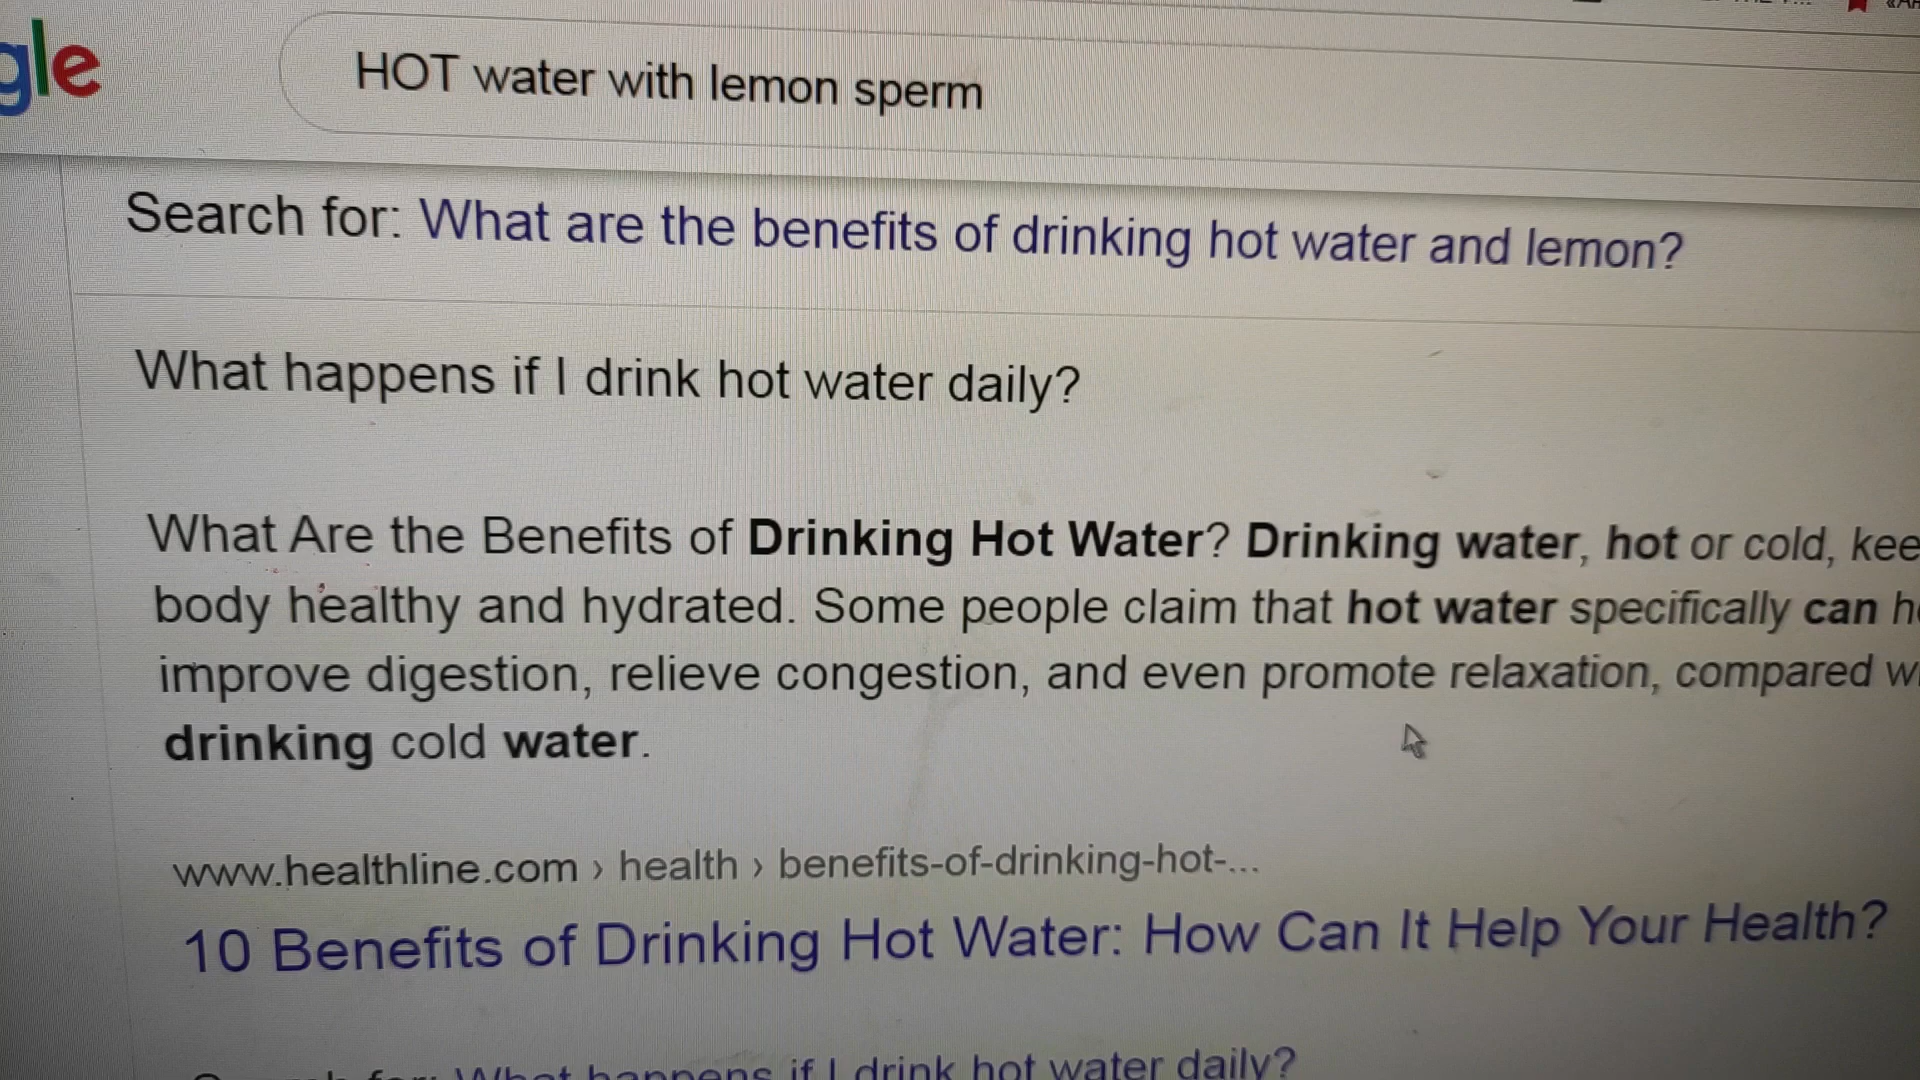 gle
HOT water with lemon sperm
Search for: What are the benefits of drinking hot water and lemon?
What happens if I drink hot water daily?
What Are the Benefits of Drinking Hot Water? Drinking water, hot or cold, kee
body healthy and hydrated. Some people claim that hot water specifically can h
improve digestion, relieve congestion, and even promote relaxation, compared w
drinking cold water.
www.healthline.com › health › benefits-of-drinking-hot-...
10 Benefits of Drinking Hot Water: How Can It Help Your Health?
What happens if I drink hot water daily?